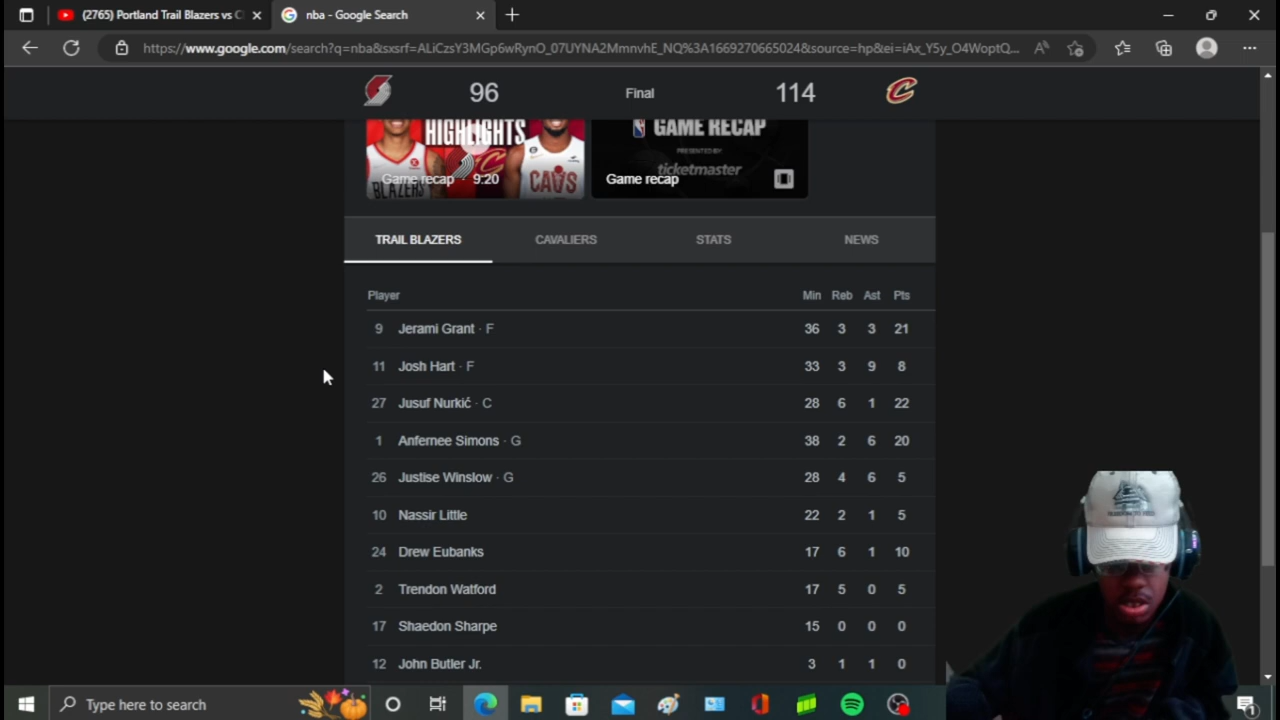 (2765) Portland Trail Blazers vs C
nba - Google Search
https://www.google.com/search?q=nba&sxsrf=ALiCzsY3MGp6wRynO_07UYNA2MmnvhE_NQ%3A1669270665024&source=hp&ei=iAx_Y5y_O4WoptQ...
96 Final 114
HIGHLIGHTS
BLAZERS
CAVS
Game recap · 9:20
GAME RECAP
PRESENTED BY:
ticketmaster
Game recap
TRAIL BLAZERS CAVALIERS STATS NEWS
Player Min Reb Ast Pts
9 Jerami Grant · F 36 3 3 21
11 Josh Hart · F 33 3 9 8
27 Jusuf Nurkić · C 28 6 1 22
1 Anfernee Simons · G 38 2 6 20
26 Justise Winslow · G 28 4 6 5
10 Nassir Little 22 2 1 5
24 Drew Eubanks 17 6 1 10
2 Trendon Watford 17 5 0 5
17 Shaedon Sharpe 15 0 0 0
12 John Butler Jr. 3 1 1 0
Type here to search
1